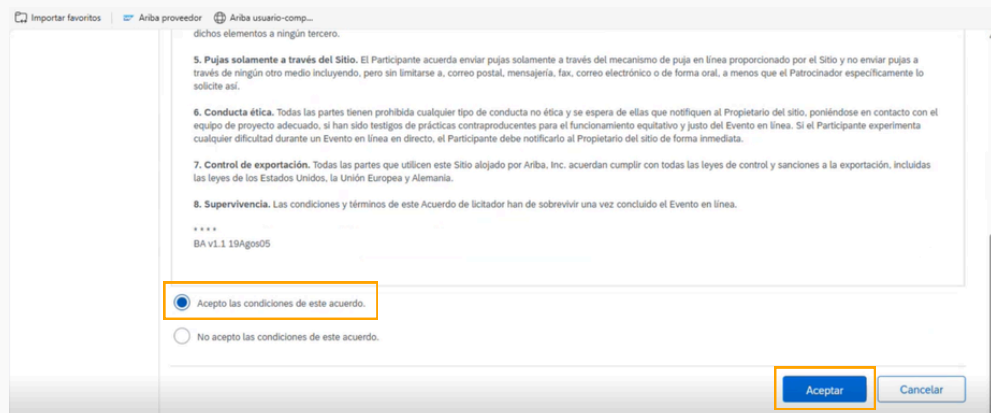 Importar favoritos Ariba proveedor Ariba usuario-comp...
dichos elementos a ningún tercero.
5. Pujas solamente a través del Sitio. El Participante acuerda enviar pujas solamente a través del mecanismo de puja en línea proporcionado por el Sitio y no enviar pujas a
través de ningún otro medio incluyendo, pero sin limitarse a, correo postal, mensajería, fax, correo electrónico o de forma oral, a menos que el Patrocinador específicamente lo
solicite así.
6. Conducta ética. Todas las partes tienen prohibida cualquier tipo de conducta no ética y se espera de ellas que notifiquen al Propietario del sitio, poniéndose en contacto con el
equipo de proyecto adecuado, si han sido testigos de prácticas contraproducentes para el funcionamiento equitativo y justo del Evento en línea. Si el Participante experimenta
cualquier dificultad durante un Evento en línea en directo, el Participante debe notificarlo al Propietario del sitio de forma inmediata.
7. Control de exportación. Todas las partes que utilicen este Sitio alojado por Ariba, Inc. acuerdan cumplir con todas las leyes de control y sanciones a la exportación, incluidas
las leyes de los Estados Unidos, la Unión Europea y Alemania.
8. Supervivencia. Las condiciones y términos de este Acuerdo de licitador han de sobrevivir una vez concluido el Evento en línea.
* * * *
BA v1.1 19Agos05
Acepto las condiciones de este acuerdo.
No acepto las condiciones de este acuerdo.
Aceptar Cancelar